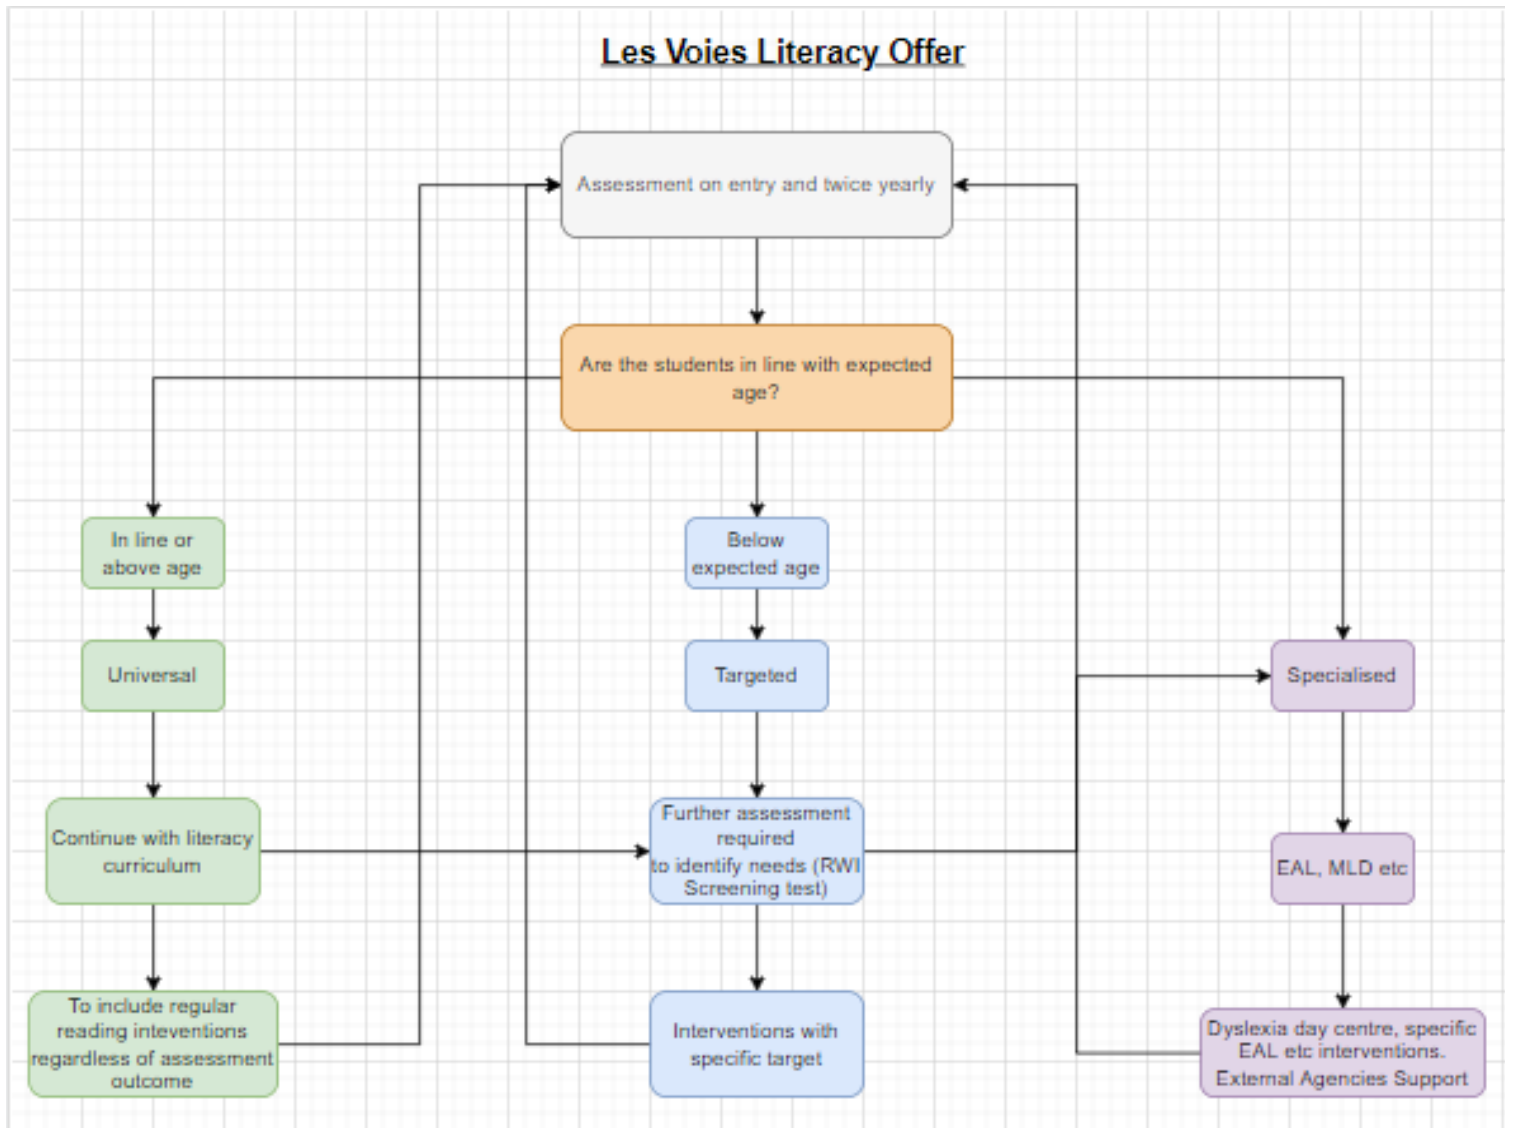 Les Voies Literacy Offer
Assessment on entry and twice yearly
Are the students in line with expected
age?
In line or
above age
Below
expected age
Universal
Targeted
Specialised
Continue with literacy
curriculum
Further assessment
required
to identify needs (RWI
Screening test)
EAL, MLD etc
To include regular
reading inteventions
regardless of assessment
outcome
Interventions with
specific target
Dyslexia day centre, specific
EAL etc interventions.
External Agencies Support